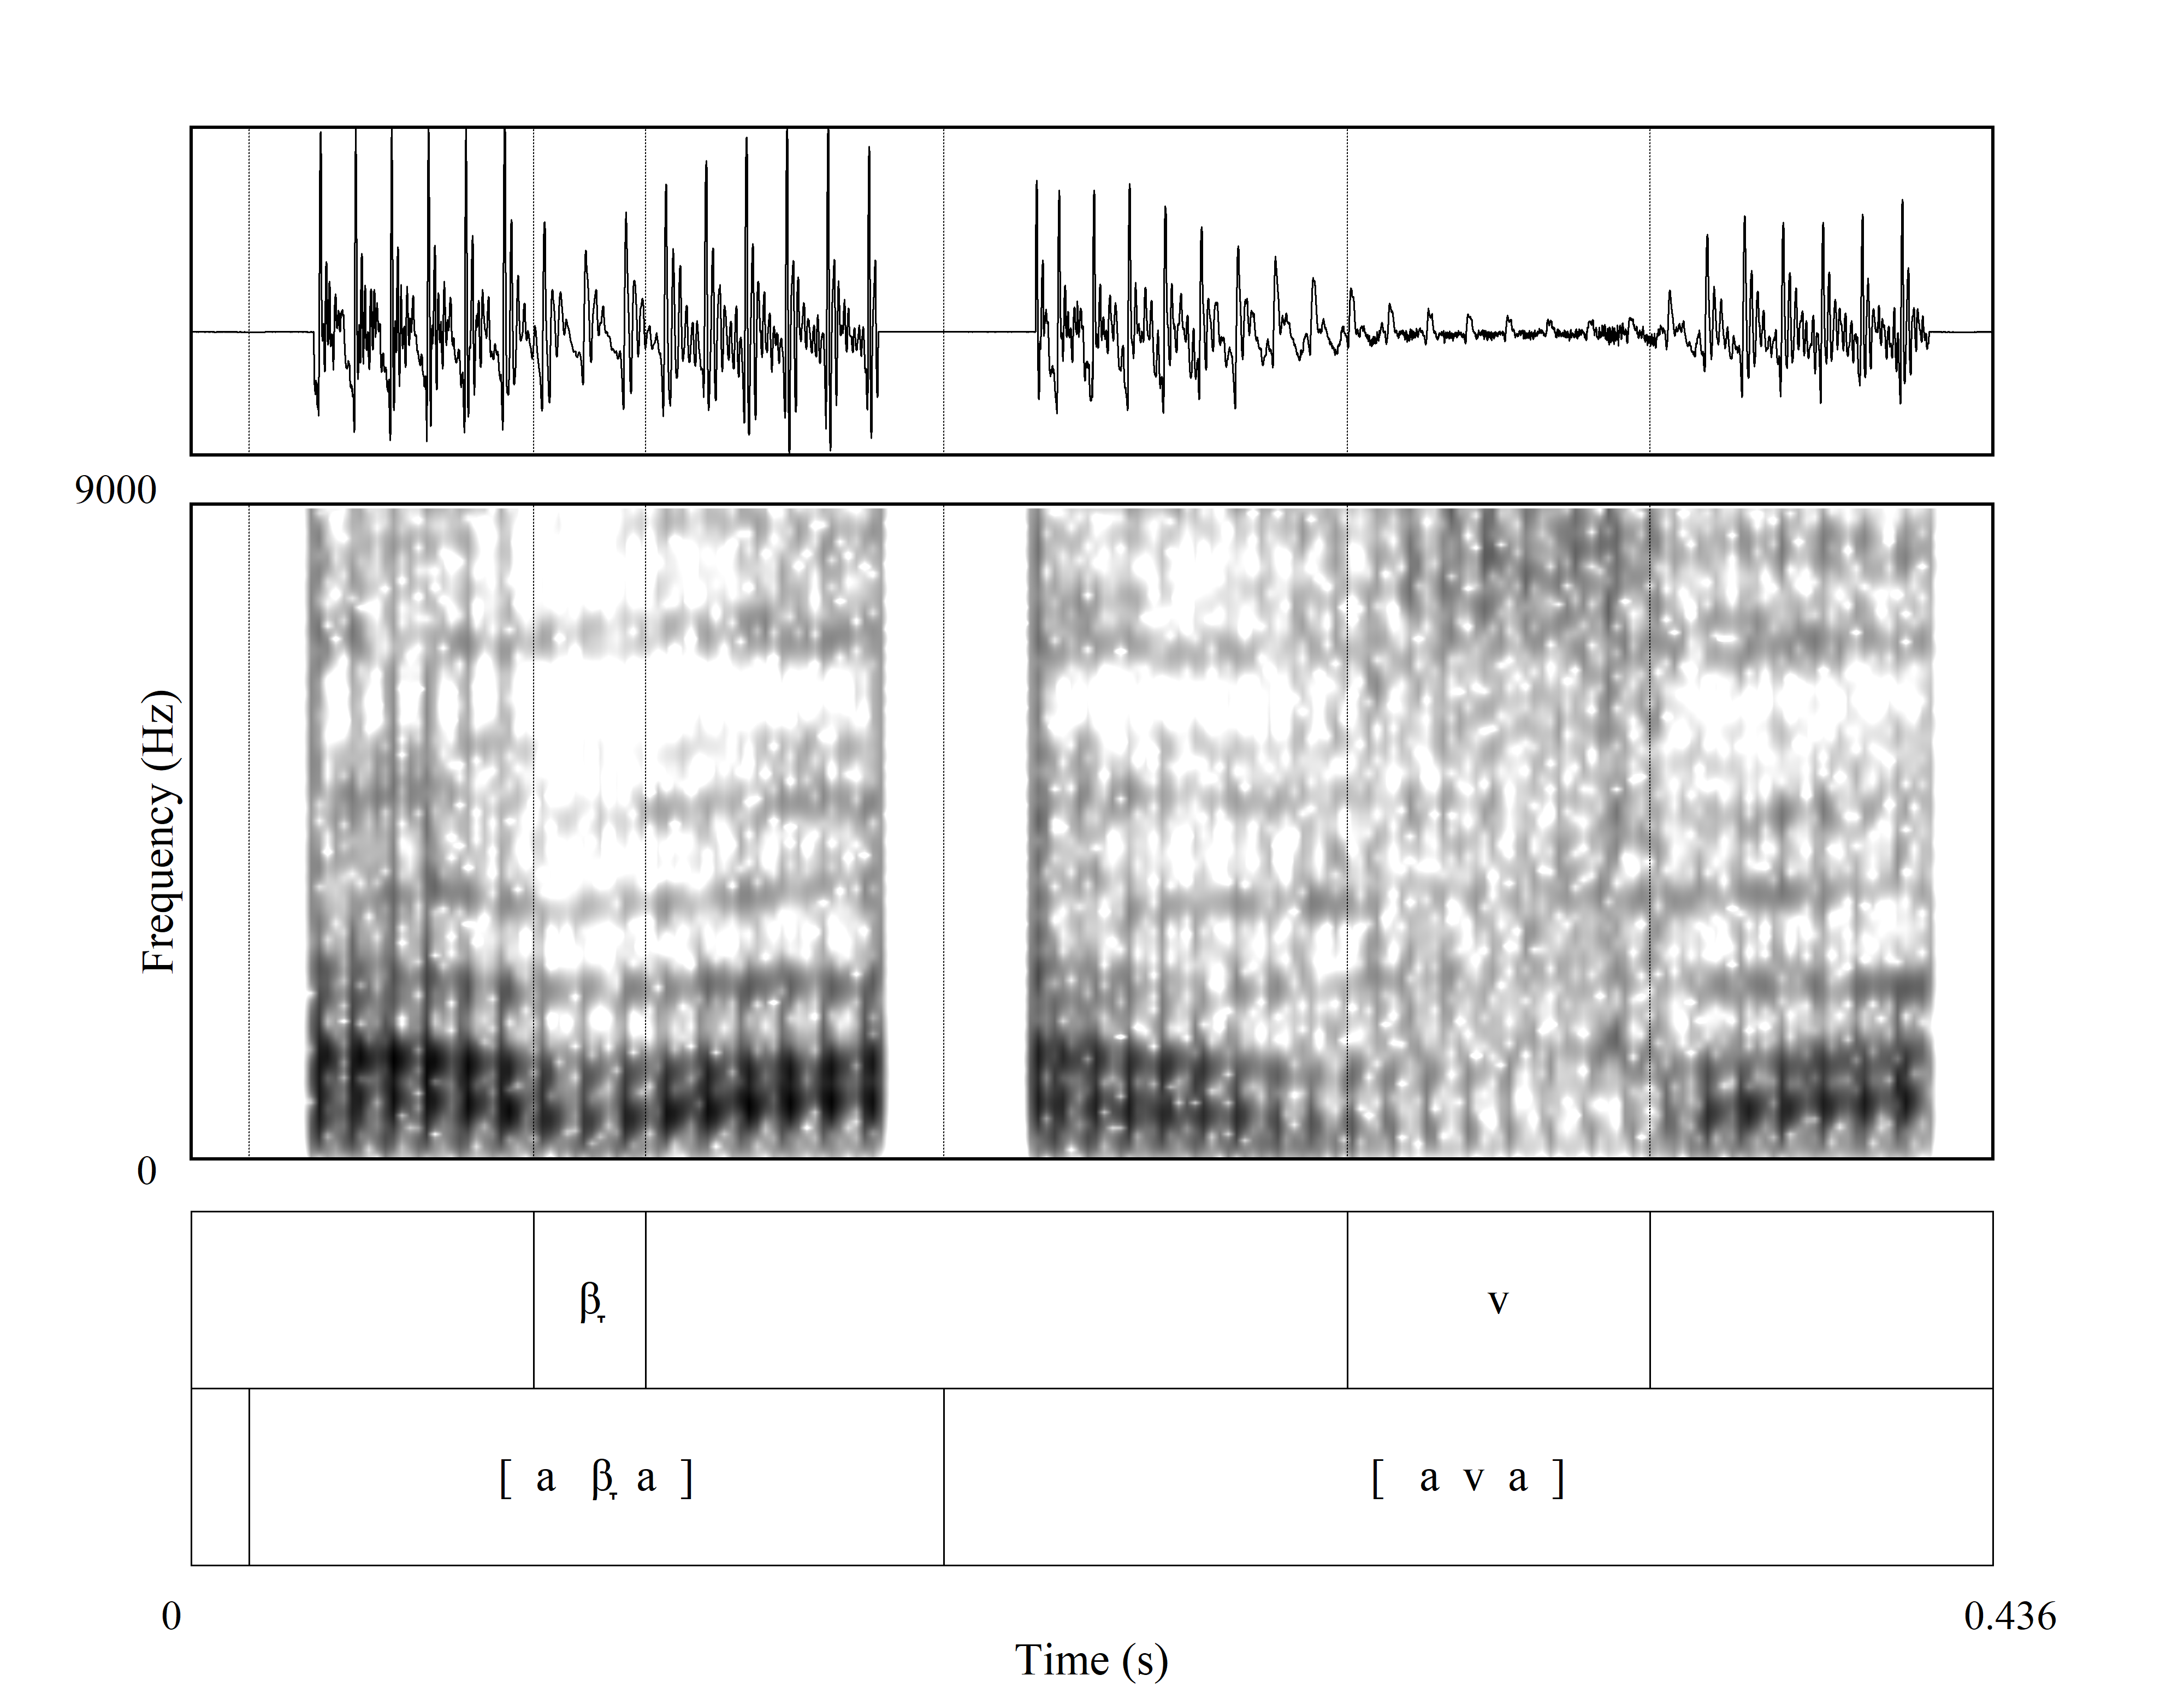 9000
Frequency (Hz)
0
β̞ v
[ a β̞ a ] [ a v a ]
0 0.436
Time (s)